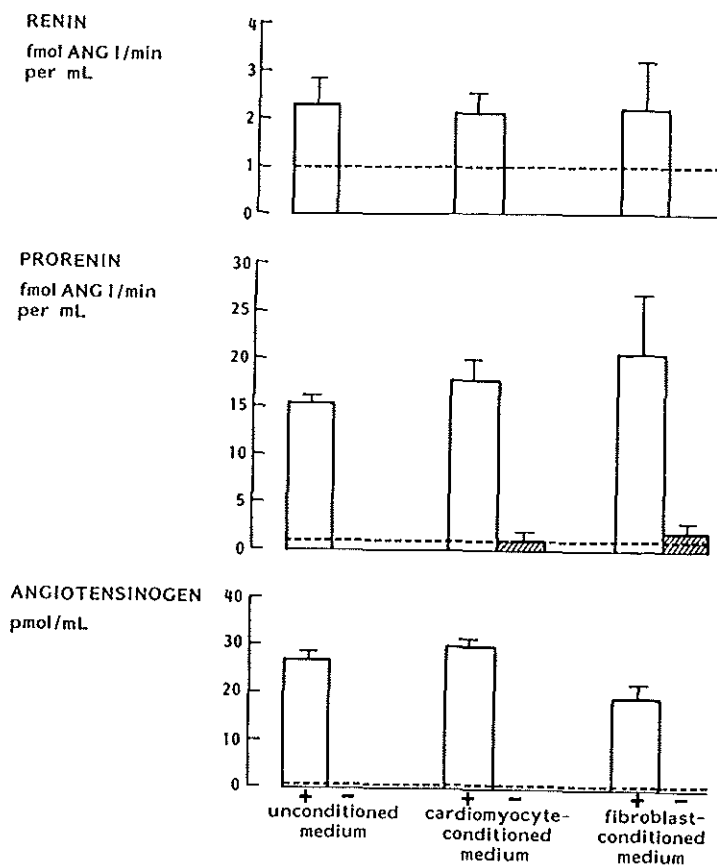 RENIN
fmol ANG I/min
per mL
4
3
2
1
0
PRORENIN
fmol ANG I/min
per mL
30
25
20
15
10
5
0
ANGIOTENSINOGEN
pmol/mL
40
30
20
10
0
+ − + − + −
unconditioned
medium
cardiomyocyte-
conditioned
medium
fibroblast-
conditioned
medium